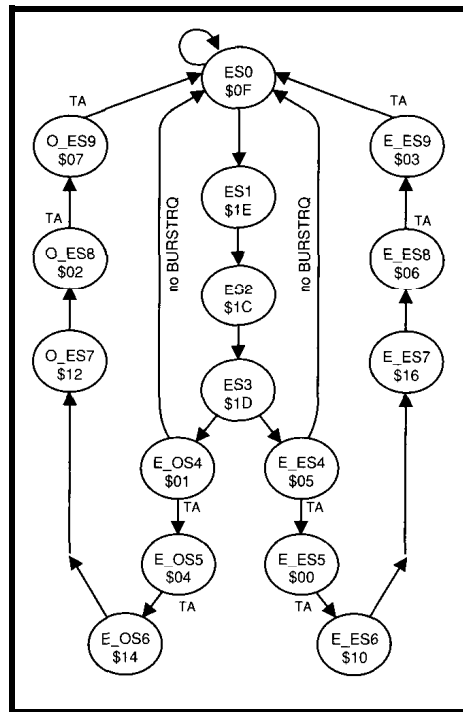 ES0
$0F
TA
TA
O_ES9
$07
E_ES9
$03
ES1
$1E
TA
TA
O_ES8
$02
no BURSTRQ
no BURSTRQ
E_ES8
$06
ES2
$1C
O_ES7
$12
E_ES7
$16
ES3
$1D
E_OS4
$01
E_ES4
$05
TA
TA
E_OS5
$04
E_ES5
$00
TA
TA
E_OS6
$14
E_ES6
$10